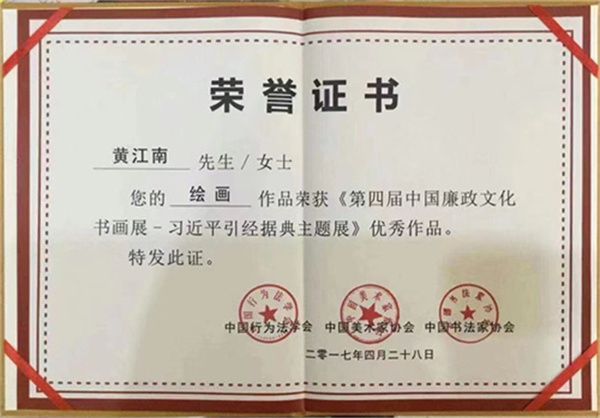 荣誉证书
黄江南 先生/女士
您的 绘画 作品荣获《第四届中国廉政文化
书画展-习近平引经据典主题展》优秀作品。
特发此证。
中国行为法学会 中国美术家协会 中国书法家协会
二零一七年四月二十八日